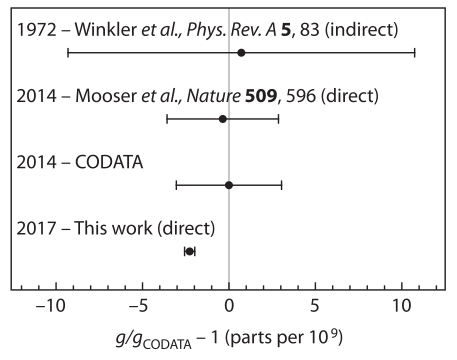 1972 – Winkler et al., Phys. Rev. A 5, 83 (indirect)
2014 – Mooser et al., Nature 509, 596 (direct)
2014 – CODATA
2017 – This work (direct)
−10 −5 0 5 10
g/gCODATA – 1 (parts per 10⁹)